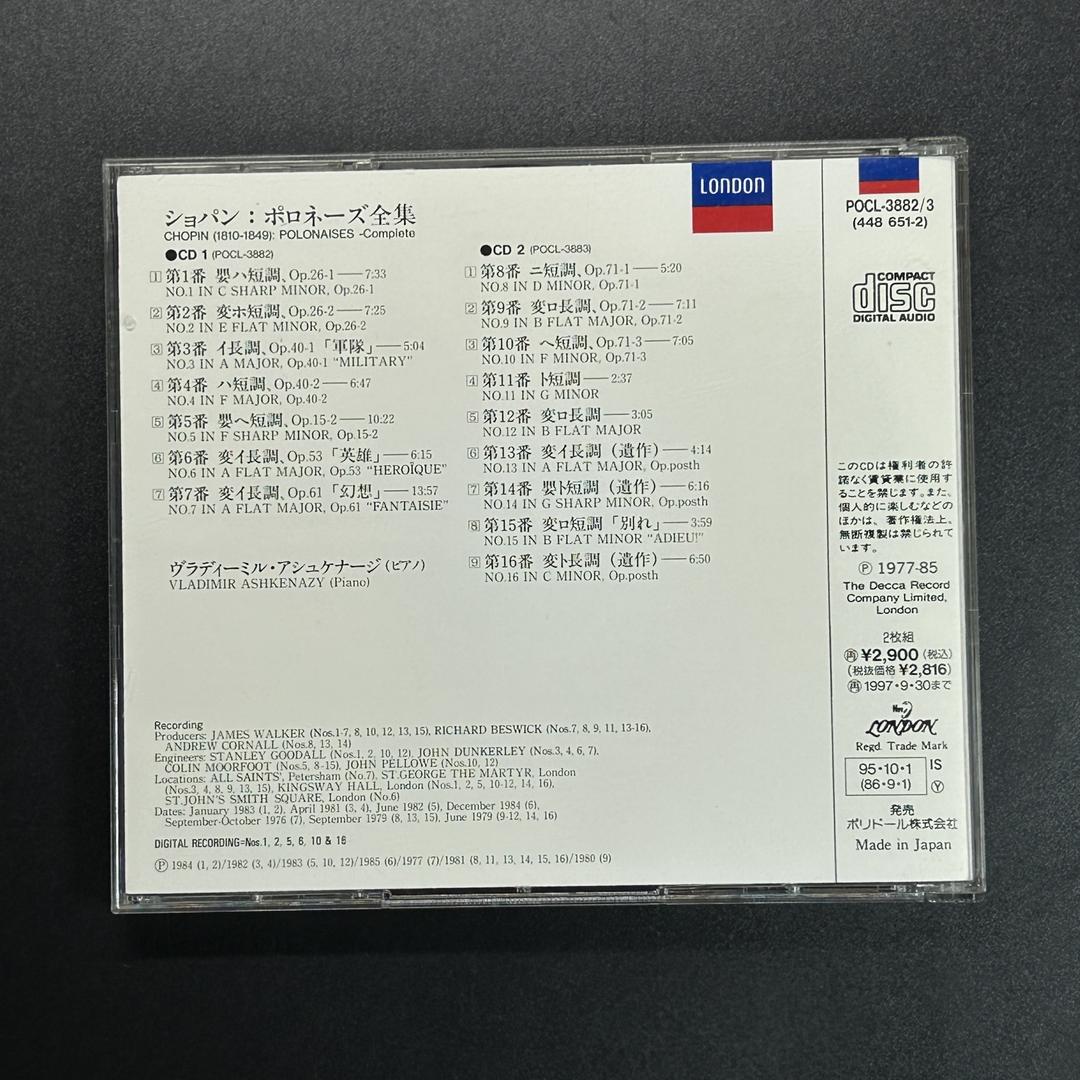 ショパン：ポロネーズ全集
CHOPIN (1810-1849): POLONAISES -Complete
●CD 1 (POCL-3882)
1 第1番 嬰ハ短調、Op.26-1 —— 7:33
NO.1 IN C SHARP MINOR, Op.26-1
2 第2番 変ホ短調、Op.26-2 —— 7:25
NO.2 IN E FLAT MINOR, Op.26-2
3 第3番 イ長調、Op.40-1「軍隊」—— 5:04
NO.3 IN A MAJOR, Op.40-1 "MILITARY"
4 第4番 ハ短調、Op.40-2 —— 6:47
NO.4 IN F MAJOR, Op.40-2
5 第5番 嬰ヘ短調、Op.15-2 —— 10:22
NO.5 IN F SHARP MINOR, Op.15-2
6 第6番 変イ長調、Op.53「英雄」—— 6:15
NO.6 IN A FLAT MAJOR, Op.53 "HEROÏQUE"
7 第7番 変イ長調、Op.61「幻想」—— 13:57
NO.7 IN A FLAT MAJOR, Op.61 "FANTAISIE"
ヴラディーミル・アシュケナージ（ピアノ）
VLADIMIR ASHKENAZY (Piano)
●CD 2 (POCL-3883)
1 第8番 ニ短調、Op.71-1 —— 5:20
NO.8 IN D MINOR, Op.71-1
2 第9番 変ロ長調、Op.71-2 —— 7:11
NO.9 IN B FLAT MAJOR, Op.71-2
3 第10番 ヘ短調、Op.71-3 —— 7:05
NO.10 IN F MINOR, Op.71-3
4 第11番 ト短調 —— 2:37
NO.11 IN G MINOR
5 第12番 変ロ長調 —— 3:05
NO.12 IN B FLAT MAJOR
6 第13番 変イ長調（遺作）—— 4:14
NO.13 IN A FLAT MAJOR, Op.posth
7 第14番 嬰ト短調（遺作）—— 6:16
NO.14 IN G SHARP MINOR, Op.posth
8 第15番 変ロ短調「別れ」—— 3:59
NO.15 IN B FLAT MINOR "ADIEU!"
9 第16番 変ト長調（遺作）—— 6:50
NO.16 IN C MINOR, Op.posth
LONDON
Recording
Producers: JAMES WALKER (Nos.1-7, 8, 10, 12, 13, 15), RICHARD BESWICK (Nos.7, 8, 9, 11, 13-16),
ANDREW CORNALL (Nos.8, 13, 14)
Engineers: STANLEY GOODALL (Nos.1, 2, 10, 12), JOHN DUNKERLEY (Nos.3, 4, 6, 7),
COLIN MOORFOOT (Nos.5, 8-15), JOHN PELLOWE (Nos.10, 12)
Locations: ALL SAINTS', Petersham (No.7), ST.GEORGE THE MARTYR, London
(Nos.3, 4, 8, 9, 13, 15), KINGSWAY HALL, London (Nos.1, 2, 5, 10-12, 14, 16),
ST.JOHN'S SMITH SQUARE, London (No.6)
Dates: January 1983 (1, 2), April 1981 (3, 4), June 1982 (5), December 1984 (6),
September-October 1976 (7), September 1979 (8, 13, 15), June 1979 (9-12, 14, 16)
DIGITAL RECORDING=Nos.1, 2, 5, 6, 10 & 16
Ⓟ 1984 (1, 2)/1982 (3, 4)/1983 (5, 10, 12)/1985 (6)/1977 (7)/1981 (8, 11, 13, 14, 15, 16)/1980 (9)
POCL-3882/3
(448 651-2)
COMPACT
disc
DIGITAL AUDIO
このCDは権利者の許
諾なく賃貸業に使用す
ることを禁じます。また、
個人的に楽しむなどの
ほかは、著作権法上、
無断複製は禁じられて
います。
Ⓟ 1977-85
The Decca Record
Company Limited,
London
2枚組
再 ¥2,900（税込）
（税抜価格 ¥2,816）
再 1997・9・30まで
LONDON
Regd. Trade Mark
95・10・1
(86・9・1)
IS
Ⓨ
発売
ポリドール株式会社
Made in Japan